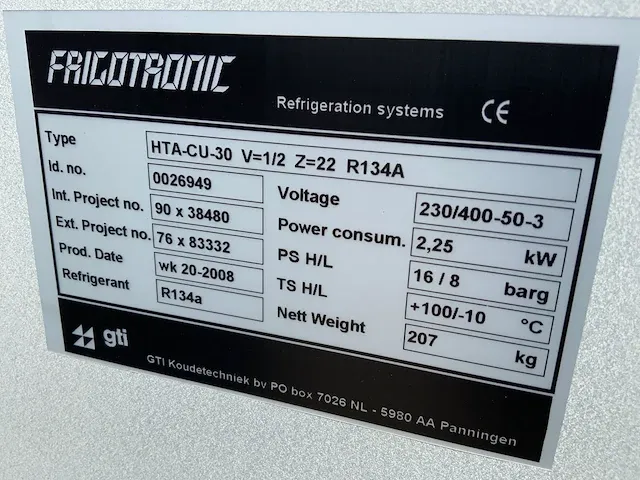 FRIGOTRONIC
Refrigeration systems CE
Type HTA-CU-30 V=1/2 Z=22 R134A
Id. no. 0026949
Int. Project no. 90 x 38480
Ext. Project no. 76 x 83332
Prod. Date wk 20-2008
Refrigerant R134a
Voltage 230/400-50-3
Power consum. 2,25 kW
PS H/L 16 / 8 barg
TS H/L +100/-10 °C
Nett Weight 207 kg
gti
GTI Koudetechniek bv PO box 7026 NL - 5980 AA Panningen